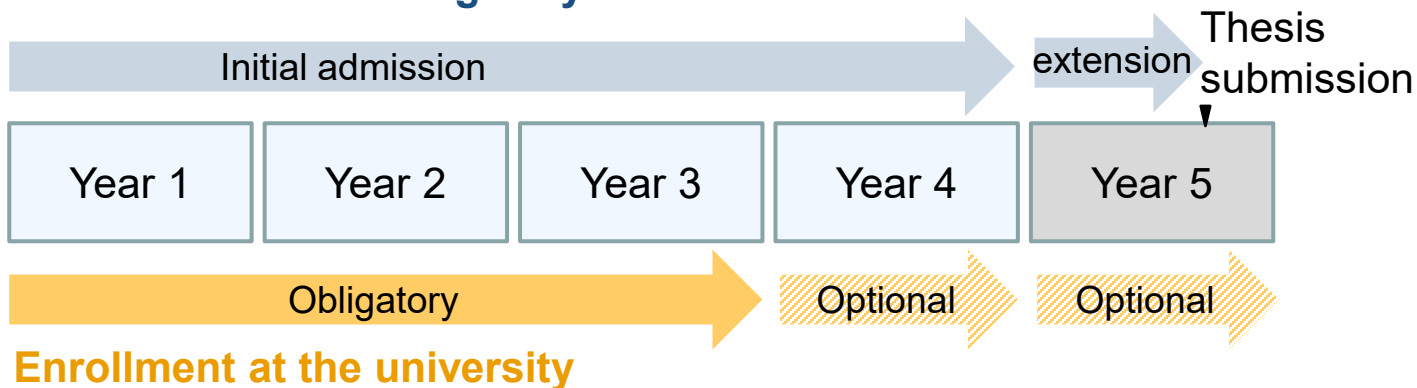 Initial admission
extension
Thesis
submission
Year 1
Year 2
Year 3
Year 4
Year 5
Obligatory
Optional
Optional
Enrollment at the university